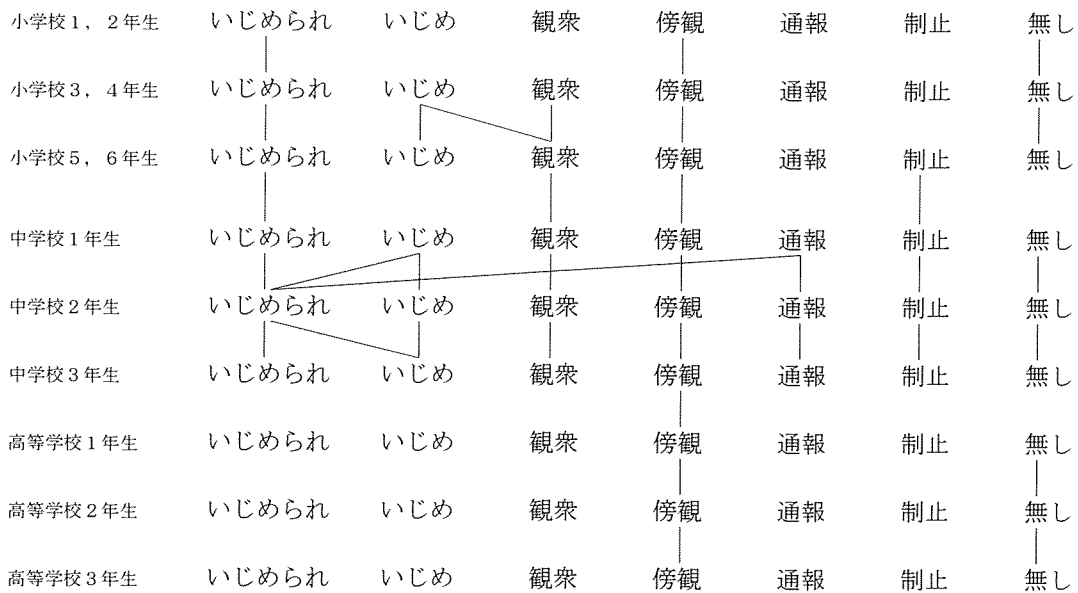 小学校1，2年生 いじめられ いじめ 観衆 傍観 通報 制止 無し
小学校3，4年生 いじめられ いじめ 観衆 傍観 通報 制止 無し
小学校5，6年生 いじめられ いじめ 観衆 傍観 通報 制止 無し
中学校1年生 いじめられ いじめ 観衆 傍観 通報 制止 無し
中学校2年生 いじめられ いじめ 観衆 傍観 通報 制止 無し
中学校3年生 いじめられ いじめ 観衆 傍観 通報 制止 無し
高等学校1年生 いじめられ いじめ 観衆 傍観 通報 制止 無し
高等学校2年生 いじめられ いじめ 観衆 傍観 通報 制止 無し
高等学校3年生 いじめられ いじめ 観衆 傍観 通報 制止 無し